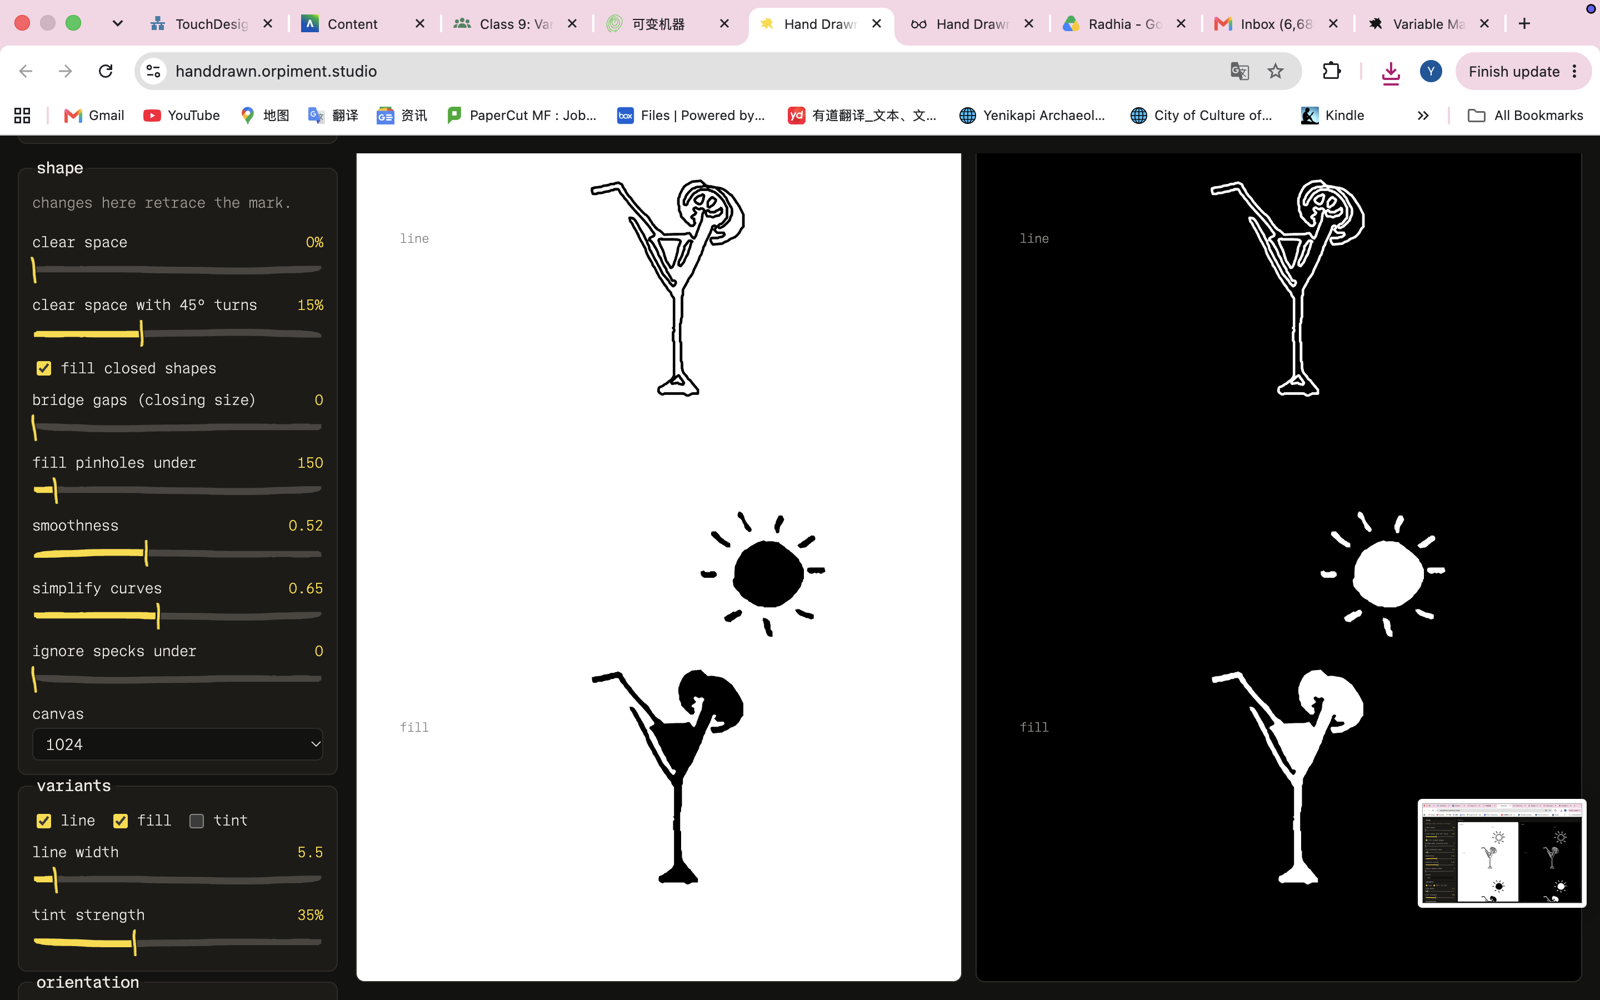 TouchDesig
Content
Class 9: Var
可变机器
Hand Drawn
Hand Drawn
Radhia - Go
Inbox (6,68
Variable Ma
handdrawn.orpiment.studio
Finish update
Gmail
YouTube
地图
翻译
资讯
PaperCut MF : Job...
Files | Powered by...
有道翻译_文本、文...
Yenikapi Archaeol...
City of Culture of...
Kindle
All Bookmarks
shape
changes here retrace the mark.
clear space 0%
clear space with 45° turns 15%
fill closed shapes
bridge gaps (closing size) 0
fill pinholes under 150
smoothness 0.52
simplify curves 0.65
ignore specks under 0
canvas
1024
variants
line fill tint
line width 5.5
tint strength 35%
orientation
line
fill
line
fill